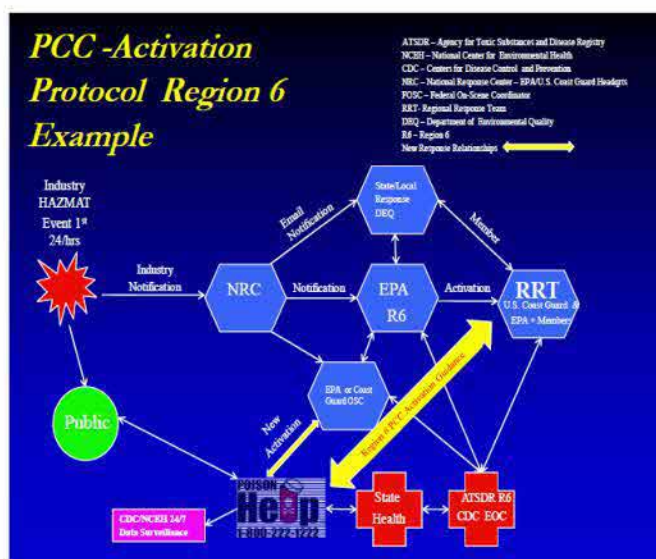 PCC -Activation
Protocol Region 6
Example
ATSDR – Agency for Toxic Substances and Disease Registry
NCEH – National Center for Environmental Health
CDC – Centers for Disease Control and Prevention
NRC – National Response Center – EPA/U.S. Coast Guard Headqrts
FOSC – Federal On-Scene Coordinator
RRT- Regional Response Team
DEQ – Department of Environmental Quality
R6 – Region 6
New Response Relationships
Industry
HAZMAT
Event 1st
24/hrs
Industry
Notification
NRC
Email
Notification
State/Local
Response
DEQ
Member
Notification
EPA
R6
Activation
RRT
U.S. Coast Guard &
EPA + Members
EPA or Coast
Guard OSC
Region 6 PCC Activation Guidance
Public
New
Activation
POISON
Help
1-800-222-1222
CDC/NCEH 24/7
Data Surveillance
State
Health
ATSDR R6
CDC EOC